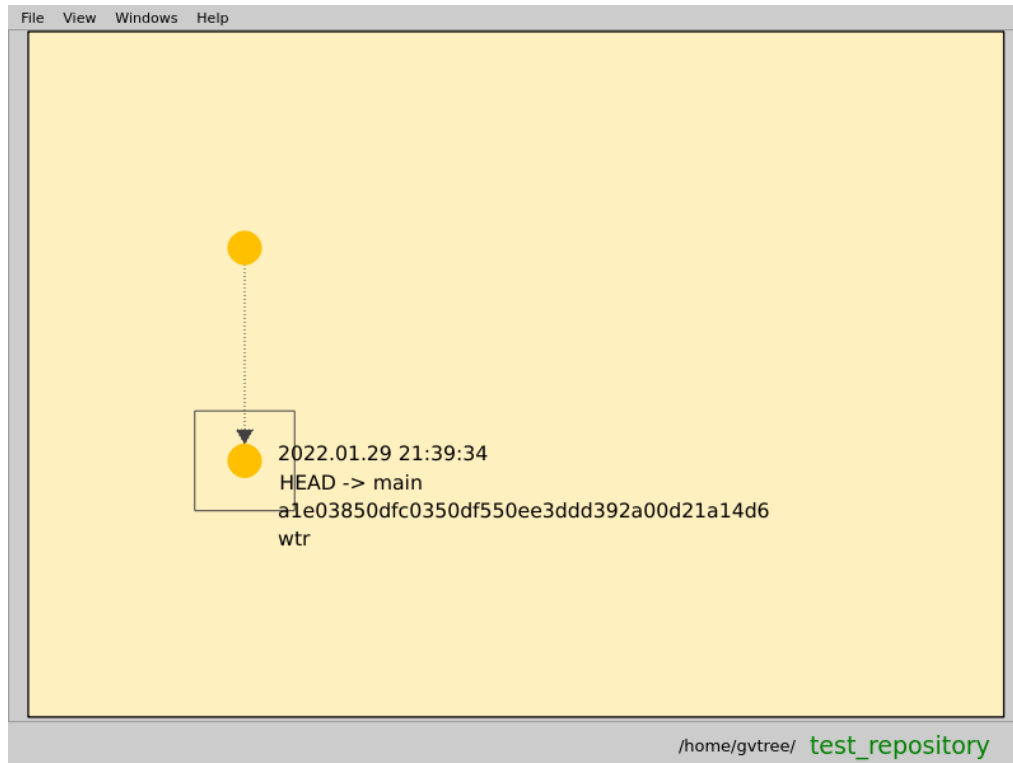 File View Windows Help
2022.01.29 21:39:34
HEAD -> main
a1e03850dfc0350df550ee3ddd392a00d21a14d6
wtr
/home/gvtree/ test_repository